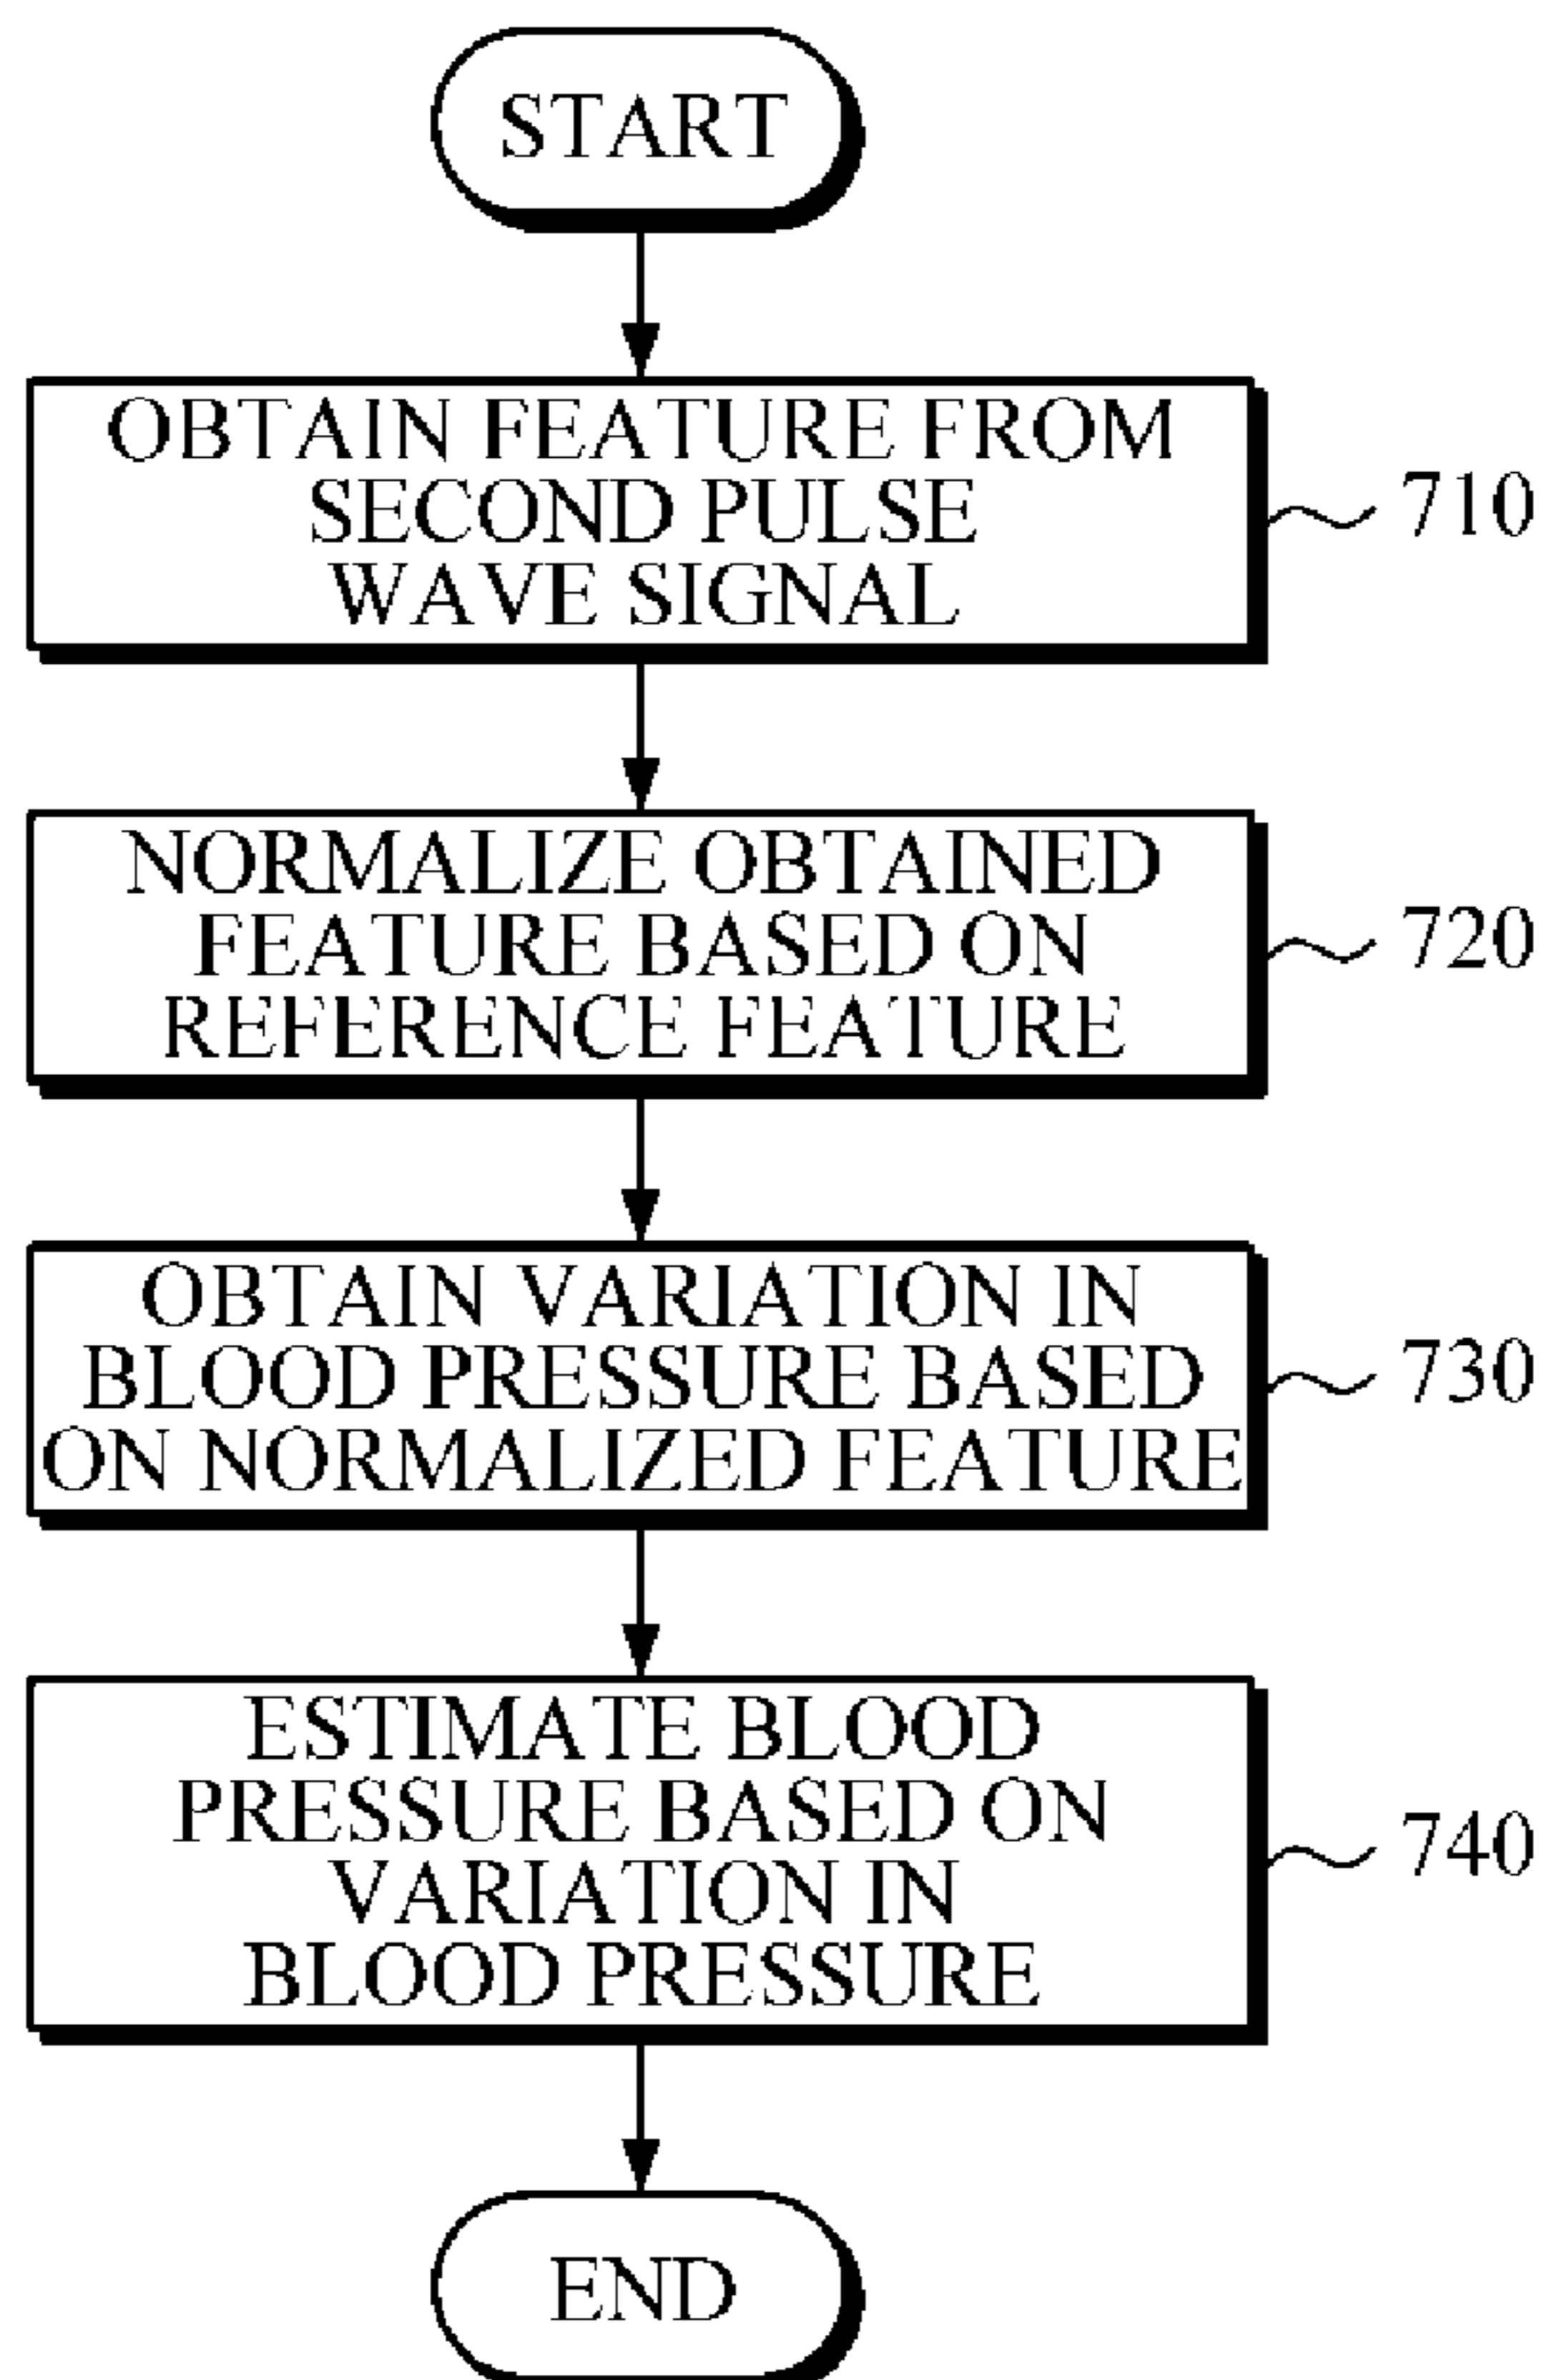 START
OBTAIN FEATURE FROM
SECOND PULSE
WAVE SIGNAL
710
NORMALIZE OBTAINED
FEATURE BASED ON
REFERENCE FEATURE
720
OBTAIN VARIATION IN
BLOOD PRESSURE BASED
ON NORMALIZED FEATURE
730
ESTIMATE BLOOD
PRESSURE BASED ON
VARIATION IN
BLOOD PRESSURE
740
END